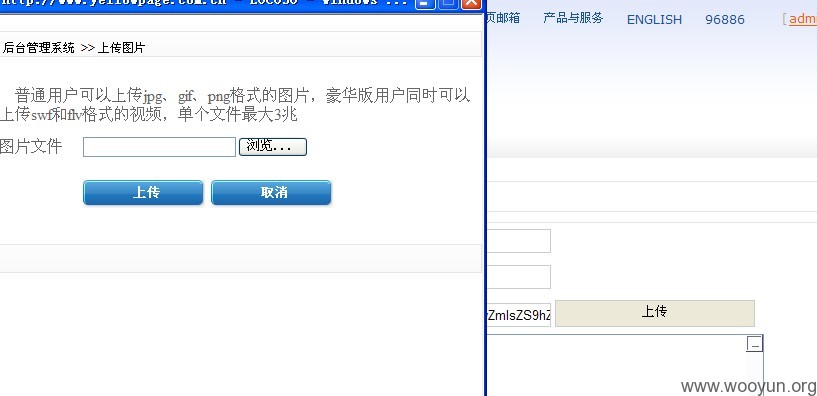 http://www.yellowpage.com.cn - LOCOSO - Windows ...
后台管理系统 >> 上传图片
普通用户可以上传jpg、gif、png格式的图片，豪华版用户同时可以
上传swf和flv格式的视频，单个文件最大3兆
图片文件 浏览...
上传 取消
页邮箱 产品与服务 ENGLISH 96886 [admi
ZmlsZS9hZ 上传
www.wooyun.org